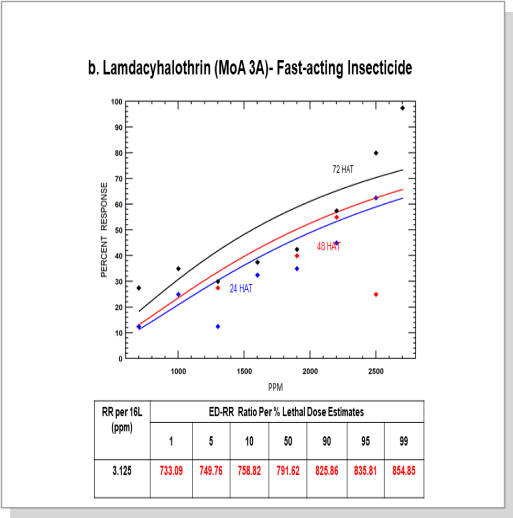 b. Lamdacyhalothrin (MoA 3A)- Fast-acting Insecticide
100
90
80
70
60
50
40
30
20
10
0
PERCENT RESPONSE
72 HAT
48 HAT
24 HAT
1000 1500 2000 2500
PPM
RR per 16L (ppm) ED-RR Ratio Per % Lethal Dose Estimates
1 5 10 50 90 95 99
3.125 733.09 749.76 758.82 791.62 825.86 835.81 854.85